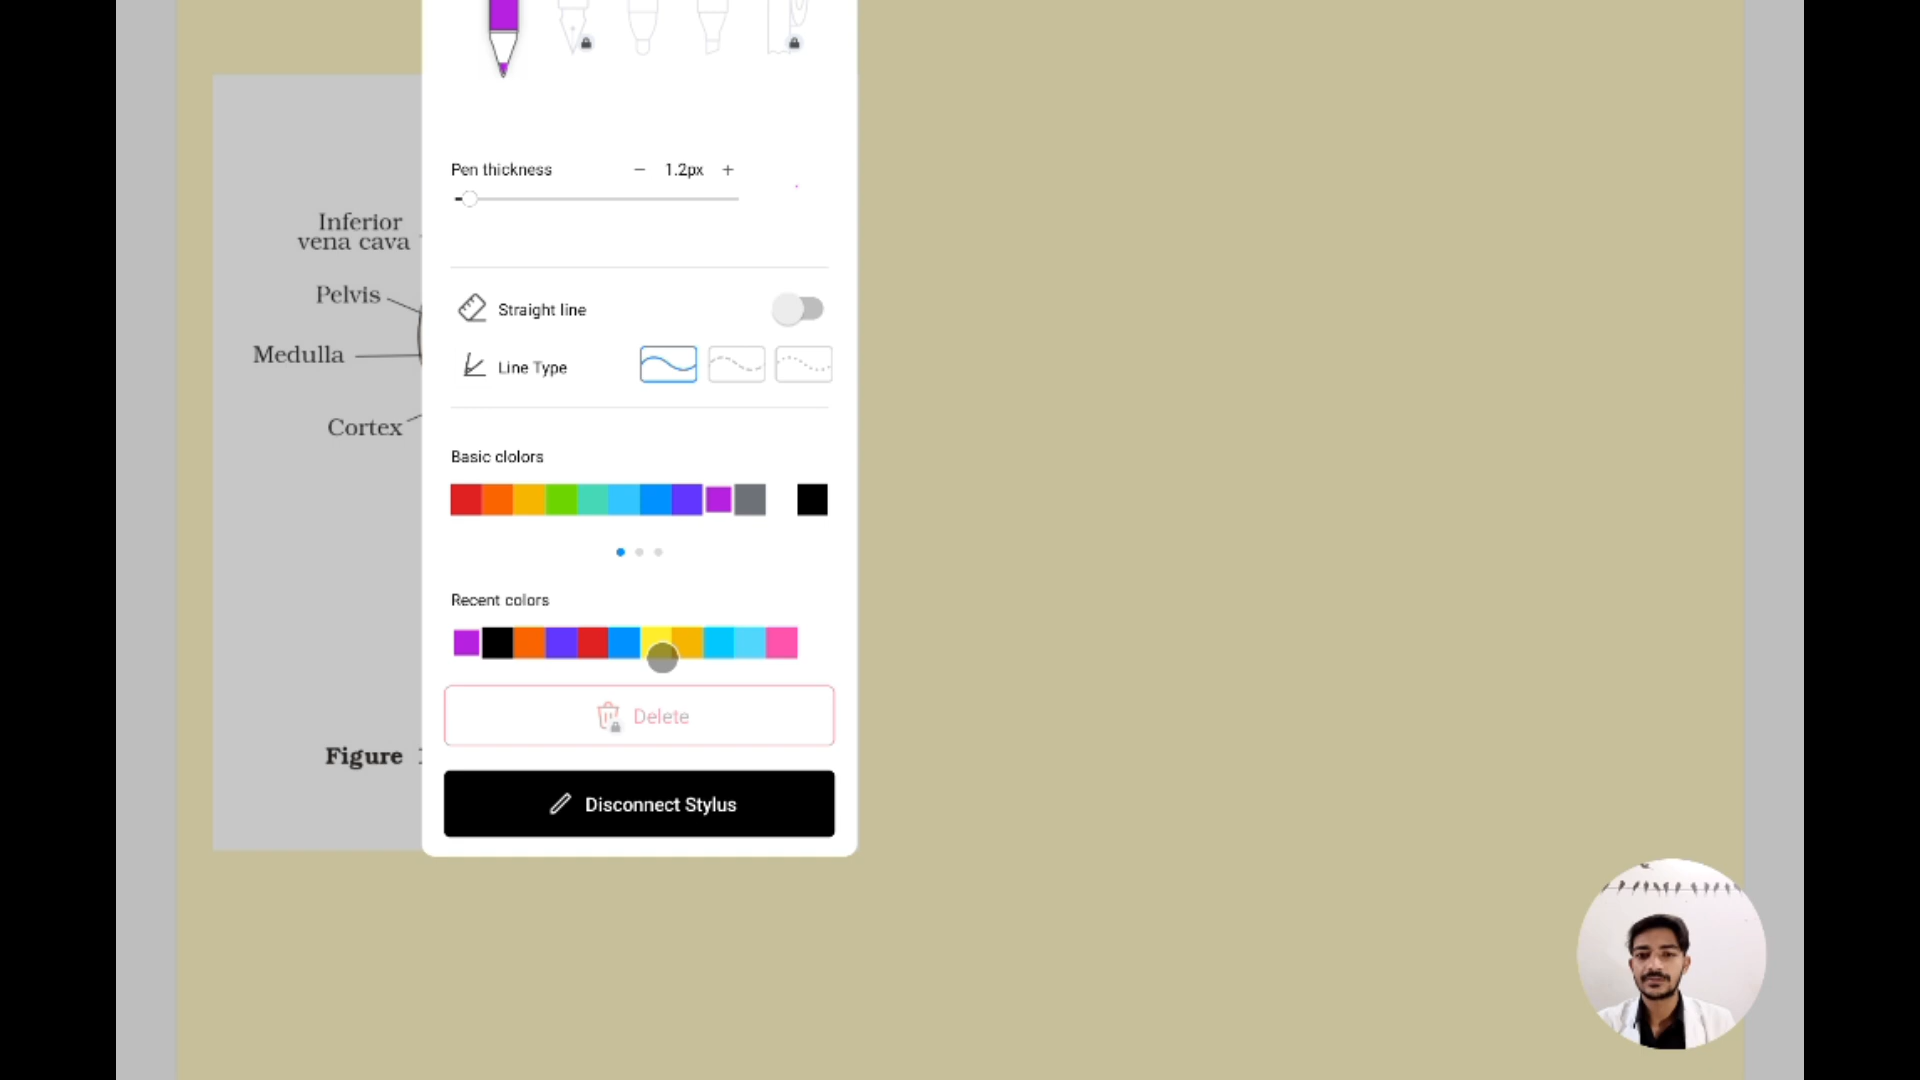 Pen thickness
− 1.2px +
Inferior
vena cava
Pelvis
Straight line
Medulla
Line Type
Cortex
Basic clolors
Recent colors
Delete
Figure
Disconnect Stylus